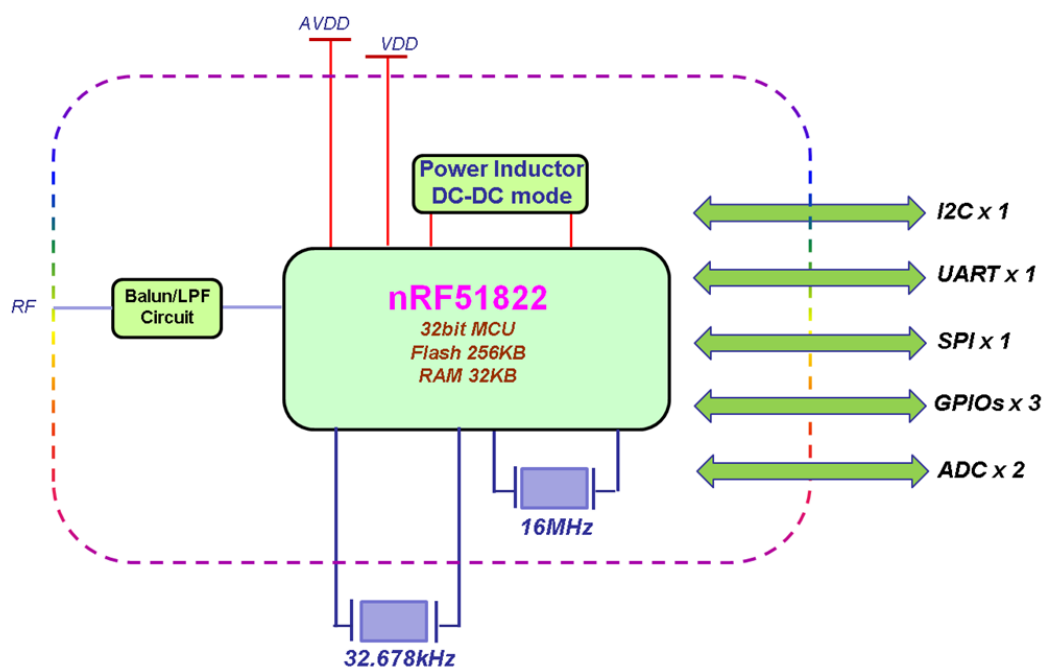 AVDD
VDD
Power Inductor
DC-DC mode
I2C x 1
UART x 1
RF
Balun/LPF
Circuit
nRF51822
32bit MCU
Flash 256KB
RAM 32KB
SPI x 1
GPIOs x 3
ADC x 2
16MHz
32.678kHz